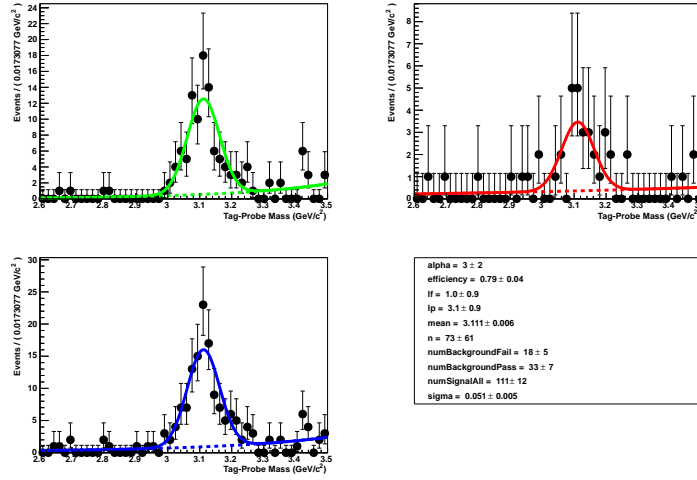 24
22
20
18
16
14
12
10
8
6
4
2
0
Events / ( 0.0173077 GeV/c² )
2.6 2.7 2.8 2.9 3 3.1 3.2 3.3 3.4 3.5
Tag-Probe Mass (GeV/c²)
8
7
6
5
4
3
2
1
0
Events / ( 0.0173077 GeV/c² )
2.6 2.7 2.8 2.9 3 3.1 3.2 3.3 3.4 3.5
Tag-Probe Mass (GeV/c²)
30
25
20
15
10
5
0
Events / ( 0.0173077 GeV/c² )
2.6 2.7 2.8 2.9 3 3.1 3.2 3.3 3.4 3.5
Tag-Probe Mass (GeV/c²)
alpha = 3 ± 2
efficiency = 0.79 ± 0.04
lf = 1.0 ± 0.9
lp = 3.1 ± 0.9
mean = 3.111 ± 0.006
n = 73 ± 61
numBackgroundFail = 18 ± 5
numBackgroundPass = 33 ± 7
numSignalAll = 111 ± 12
sigma = 0.051 ± 0.005